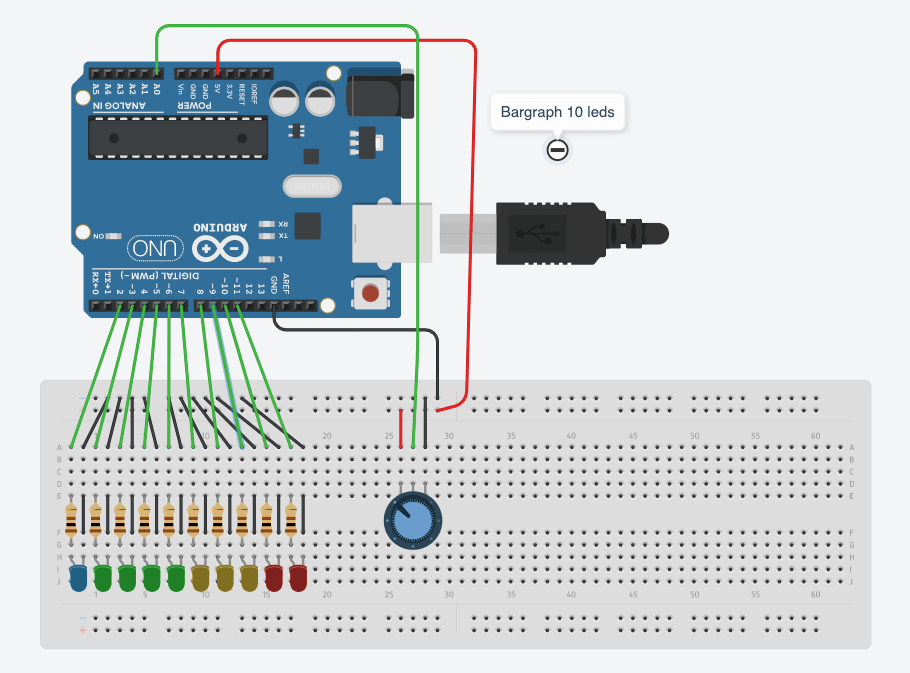 Bargraph 10 leds
A5 A4 A3 A2 A1 A0 Vin GND GND 5V 3.3V RESET IOREF
ANALOG IN POWER
ARDUINO
RX
TX
ON UNO
L
DIGITAL (PWM ~)
RX←0 TX→1 2 ~3 4 ~5 ~6 7 8 ~9 ~10 ~11 12 13 GND AREF
- +
10 20 25 30 35 40 45 50 55 60
A A
B B
C C
D D
E E
F F
G G
H H
I I
J J
1 5 10 15 20 25 30 35 40 45 50 55 60
- +